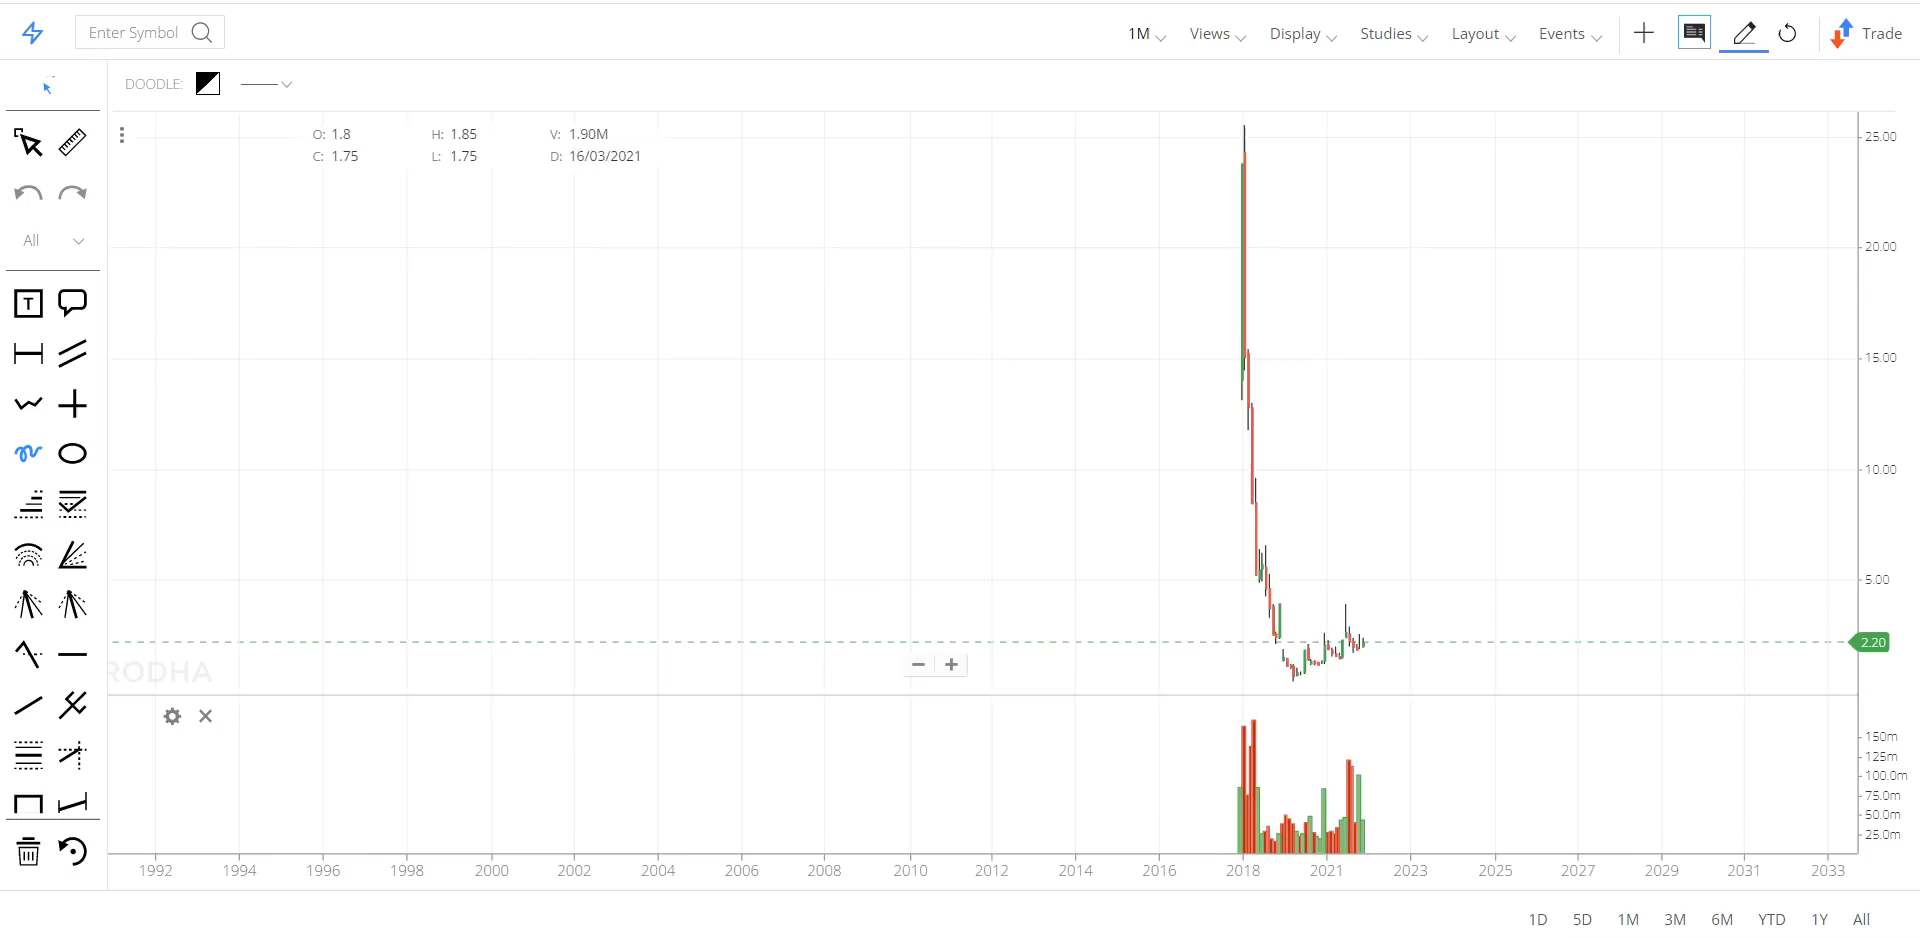 Enter Symbol
1M Views Display Studies Layout Events Trade
DOODLE:
O: 1.8 H: 1.85 V: 1.90M
C: 1.75 L: 1.75 D: 16/03/2021
All
T
25.00
20.00
15.00
10.00
5.00
2.20
RODHA
150m
125m
100.0m
75.0m
50.0m
25.0m
1992 1994 1996 1998 2000 2002 2004 2006 2008 2010 2012 2014 2016 2018 2021 2023 2025 2027 2029 2031 2033
1D 5D 1M 3M 6M YTD 1Y All